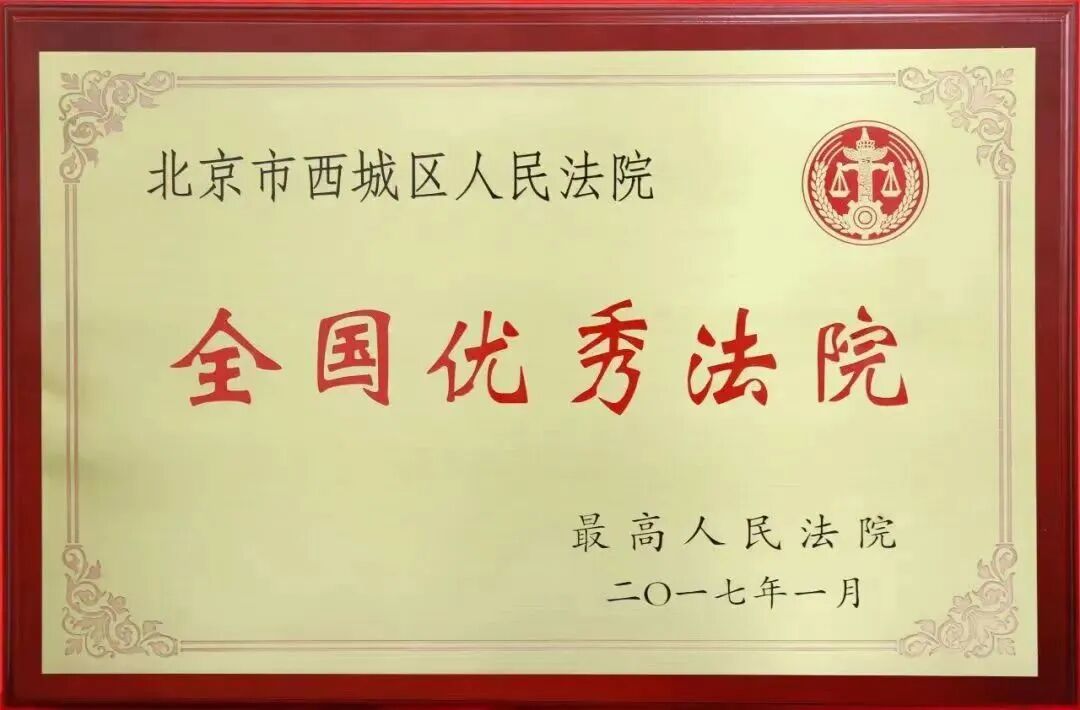 北京市西城区人民法院
全国优秀法院
最高人民法院
二〇一七年一月